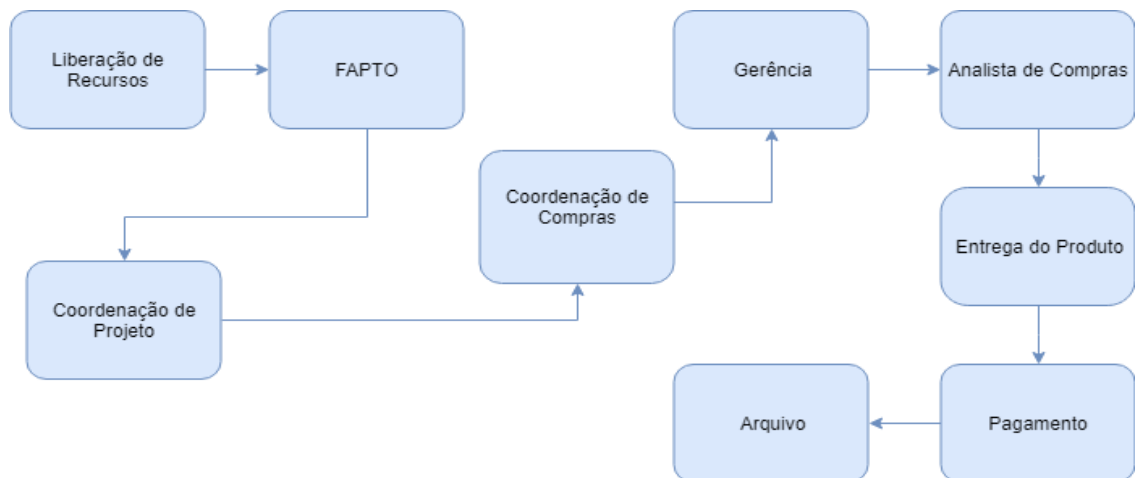 Liberação de
Recursos
FAPTO
Gerência
Analista de Compras
Coordenação de
Compras
Entrega do Produto
Coordenação de
Projeto
Arquivo
Pagamento